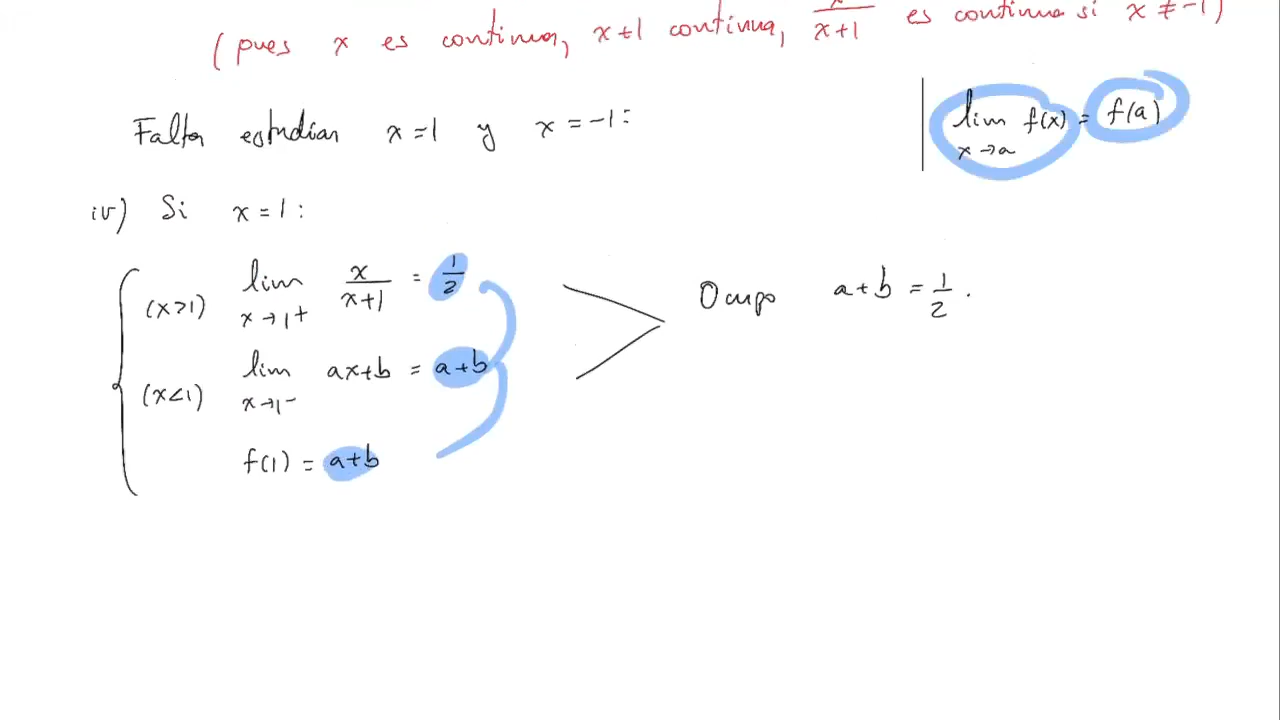 (pues x es continua, x+1 continua, x/(x+1) es continua si x ≠ -1)
Falta estudiar x=1 y x=-1:
lim f(x) = f(a)
x→a
iv) Si x=1:
(x>1) lim x/(x+1) = 1/2
x→1+
Ocupo a+b = 1/2.
(x<1) lim ax+b = a+b
x→1-
f(1) = a+b